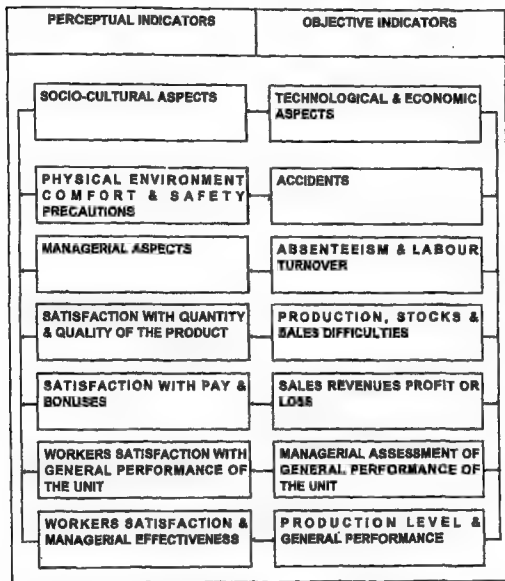 PERCEPTUAL INDICATORS
OBJECTIVE INDICATORS
SOCIO-CULTURAL ASPECTS
TECHNOLOGICAL & ECONOMIC
ASPECTS
PHYSICAL ENVIRONMENT
COMFORT & SAFETY
PRECAUTIONS
ACCIDENTS
MANAGERIAL ASPECTS
ABSENTEEISM & LABOUR
TURNOVER
SATISFACTION WITH QUANTITY
& QUALITY OF THE PRODUCT
PRODUCTION, STOCKS &
SALES DIFFICULTIES
SATISFACTION WITH PAY &
BONUSES
SALES REVENUES PROFIT OR
LOSS
WORKERS SATISFACTION WITH
GENERAL PERFORMANCE OF
THE UNIT
MANAGERIAL ASSESSMENT OF
GENERAL PERFORMANCE OF
THE UNIT
WORKERS SATISFACTION &
MANAGERIAL EFFECTIVENESS
PRODUCTION LEVEL &
GENERAL PERFORMANCE